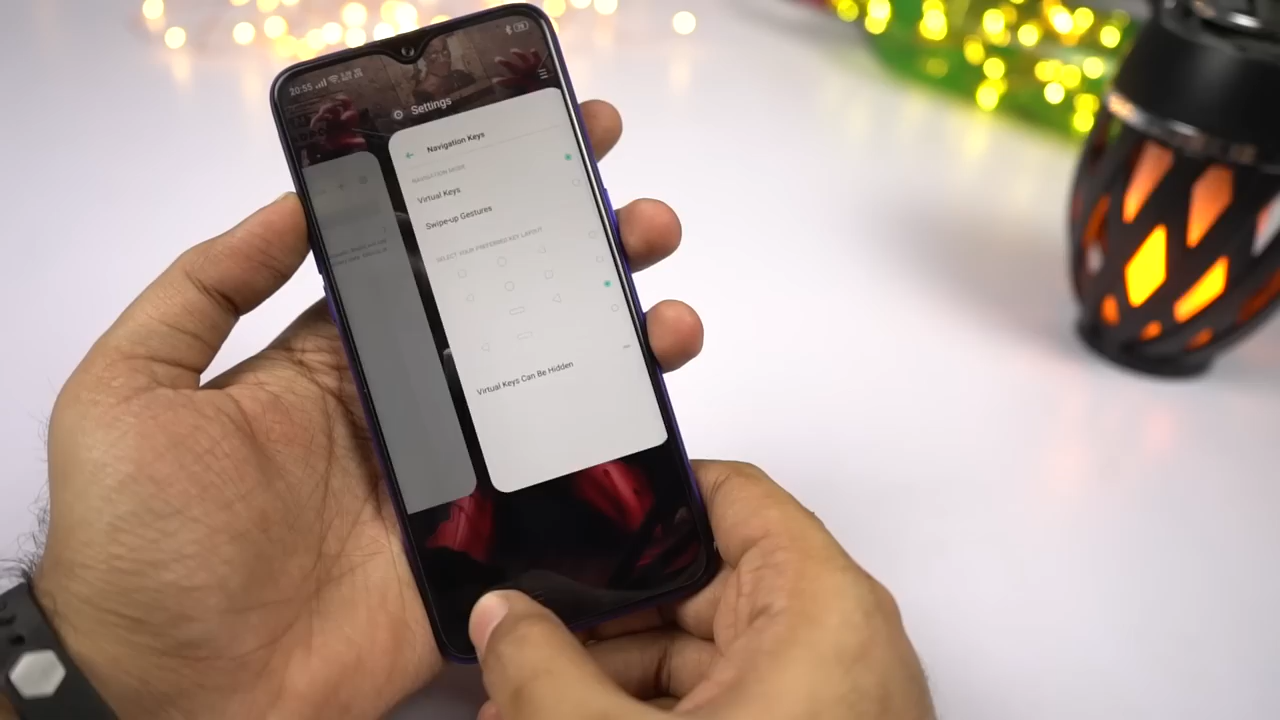 20:55
Settings
Navigation Keys
NAVIGATION MODE
Virtual Keys
Swipe-up Gestures
SELECT YOUR PREFERRED KEY LAYOUT
Virtual Keys Can Be Hidden